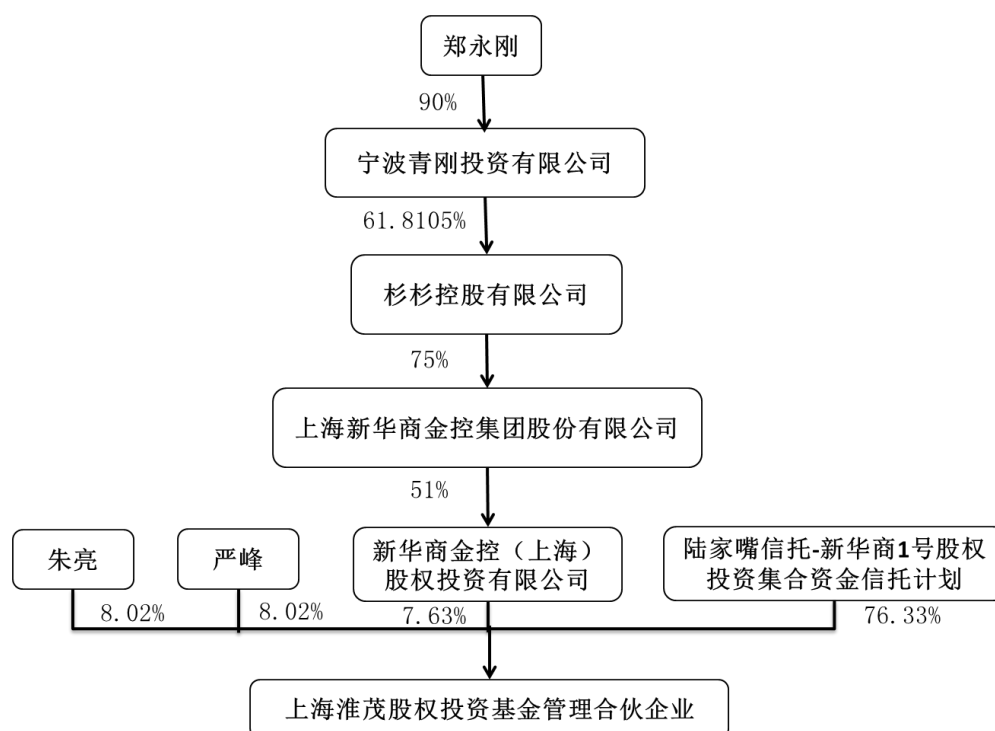 郑永刚
90%
宁波青刚投资有限公司
61.8105%
杉杉控股有限公司
75%
上海新华商金控集团股份有限公司
51%
朱亮
严峰
新华商金控（上海）
股权投资有限公司
陆家嘴信托-新华商1号股权
投资集合资金信托计划
8.02%
8.02%
7.63%
76.33%
上海淮茂股权投资基金管理合伙企业